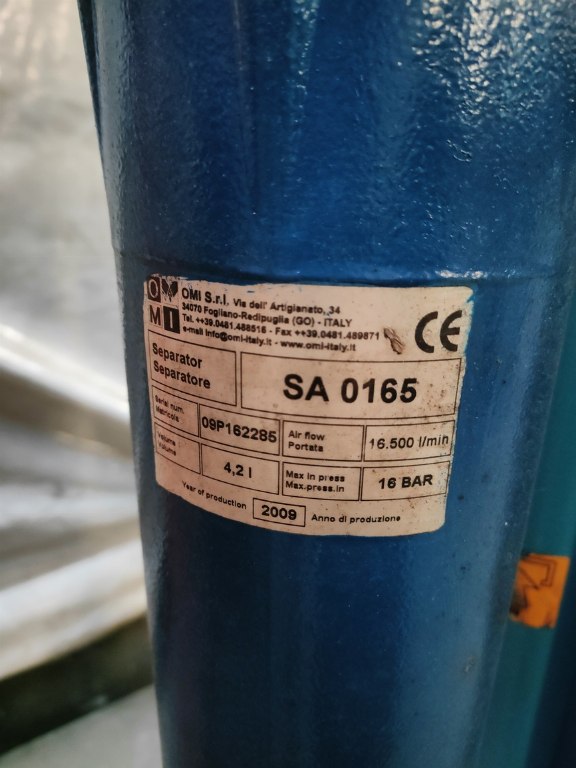 OMI
OMI S.r.l. Via dell' Artigianato, 34
34070 Fogliano-Redipuglia (GO) - ITALY
Tel. ++39.0481.488516 - Fax ++39.0481.489871
e-mail info@omi-italy.it - www.omi-italy.it
CE
Separator
Separatore
SA 0165
Serial num.
Matricola
09P162285
Air flow
Portata
16.500 l/min
Volume
Volume
4,2 l
Max in press
Max.press.in
16 BAR
Year of production 2009 Anno di produzione